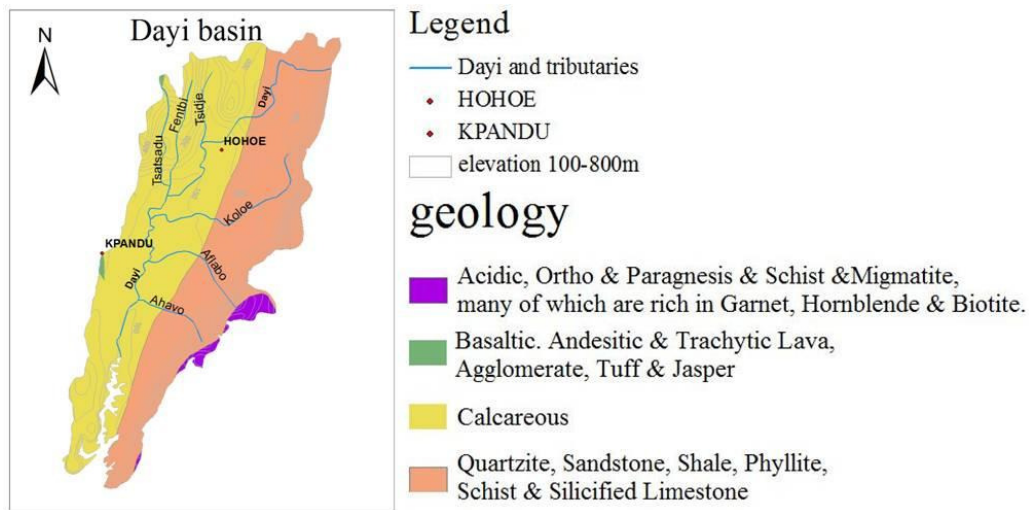 Dayi basin
N
Tsatsadu
Fentbi
Tsidje
Dayi
HOHOE
Koloe
KPANDU
Aflabo
Dayi
Ahavo
Legend
Dayi and tributaries
HOHOE
KPANDU
elevation 100-800m
geology
Acidic, Ortho & Paragnesis & Schist &Migmatite,
many of which are rich in Garnet, Hornblende & Biotite.
Basaltic. Andesitic & Trachytic Lava,
Agglomerate, Tuff & Jasper
Calcareous
Quartzite, Sandstone, Shale, Phyllite,
Schist & Silicified Limestone